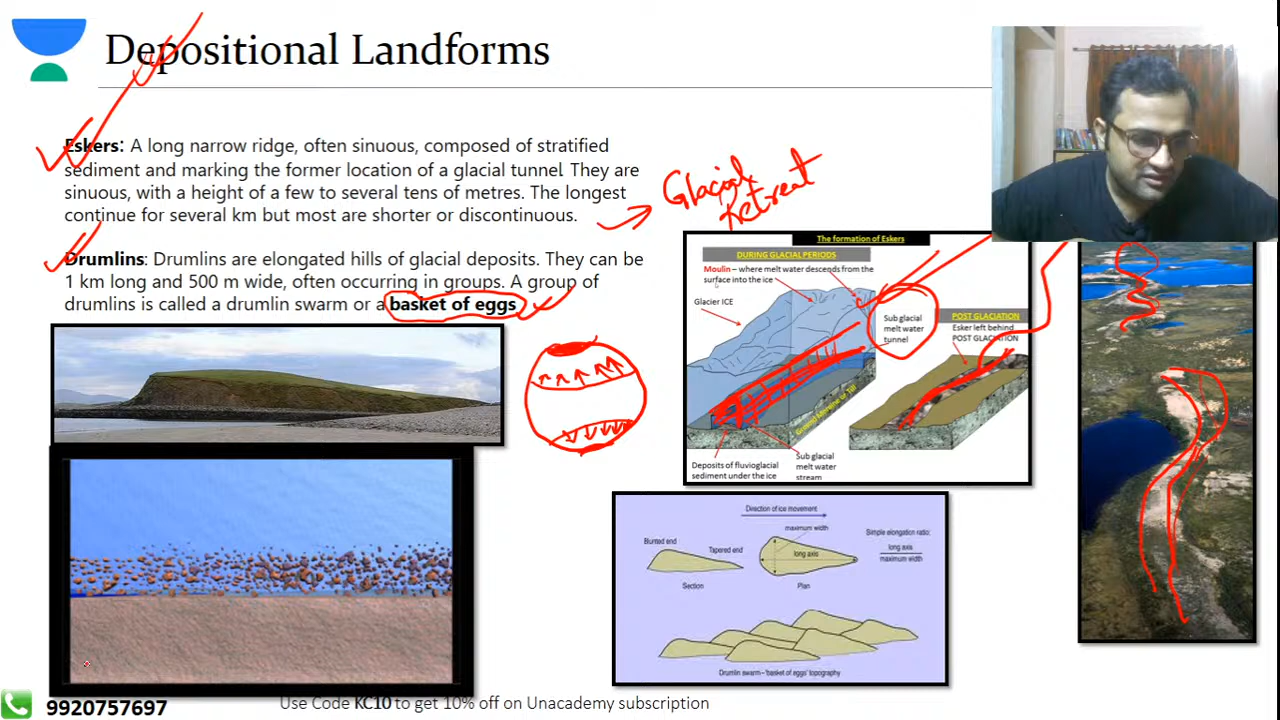 Depositional Landforms
Eskers: A long narrow ridge, often sinuous, composed of stratified
sediment and marking the former location of a glacial tunnel They are
sinuous, with a height of a few to several tens of metres. The longest
continue for several km but most are shorter or discontinuous.
Glacial
retreat
Drumlins: Drumlins are elongated hills of glacial deposits. They can be
1 km long and 500 m wide, often occurring in groups. A group of
drumlins is called a drumlin swarm or a basket of eggs
The formation of Eskers
DURING GLACIAL PERIODS
Moulin – where melt water descends from the
surface into the ice
Glacier ICE
Sub glacial
melt water
tunnel
POST GLACIATION
Esker left behind
POST GLACIATION
Ground Moraine or Till
Deposits of fluvioglacial
sediment under the ice
Sub glacial
melt water
stream
Direction of ice movement
maximum width
Blunted end
Tapered end
long axis
Simple elongation ratio:
long axis
maximum width
Section
Plan
Drumlin swarm–'basket of eggs' topography
9920757697
Use Code KC10 to get 10% off on Unacademy subscription